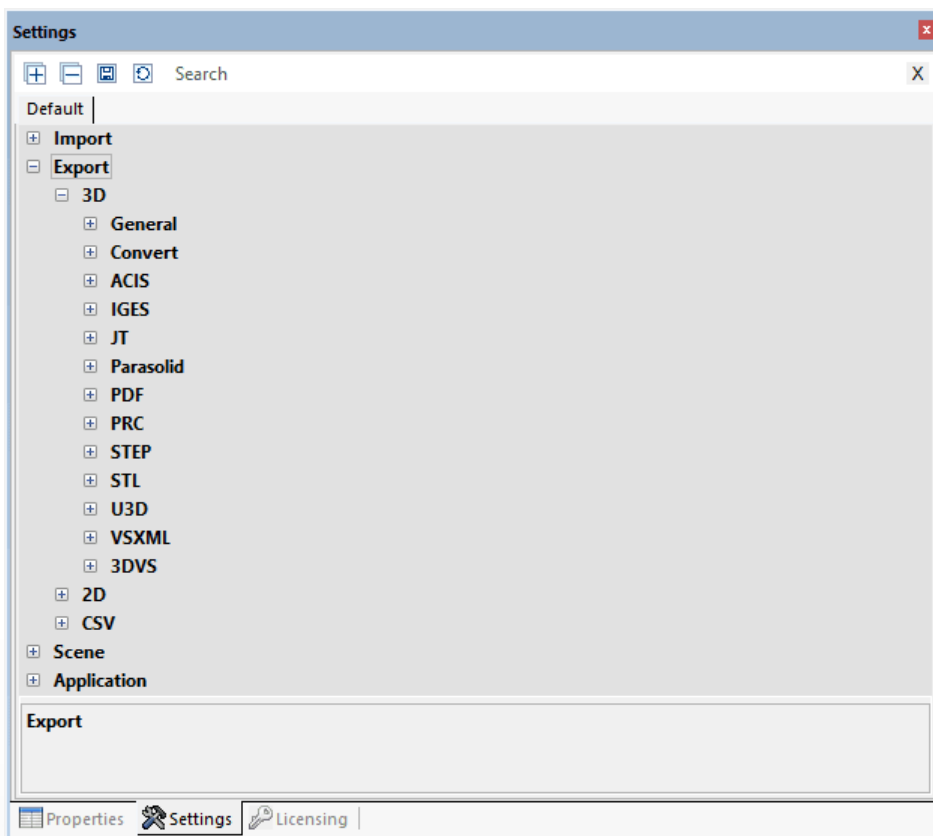 Settings
Search X
Default
Import
Export
3D
General
Convert
ACIS
IGES
JT
Parasolid
PDF
PRC
STEP
STL
U3D
VSXML
3DVS
2D
CSV
Scene
Application
Export
Properties Settings Licensing